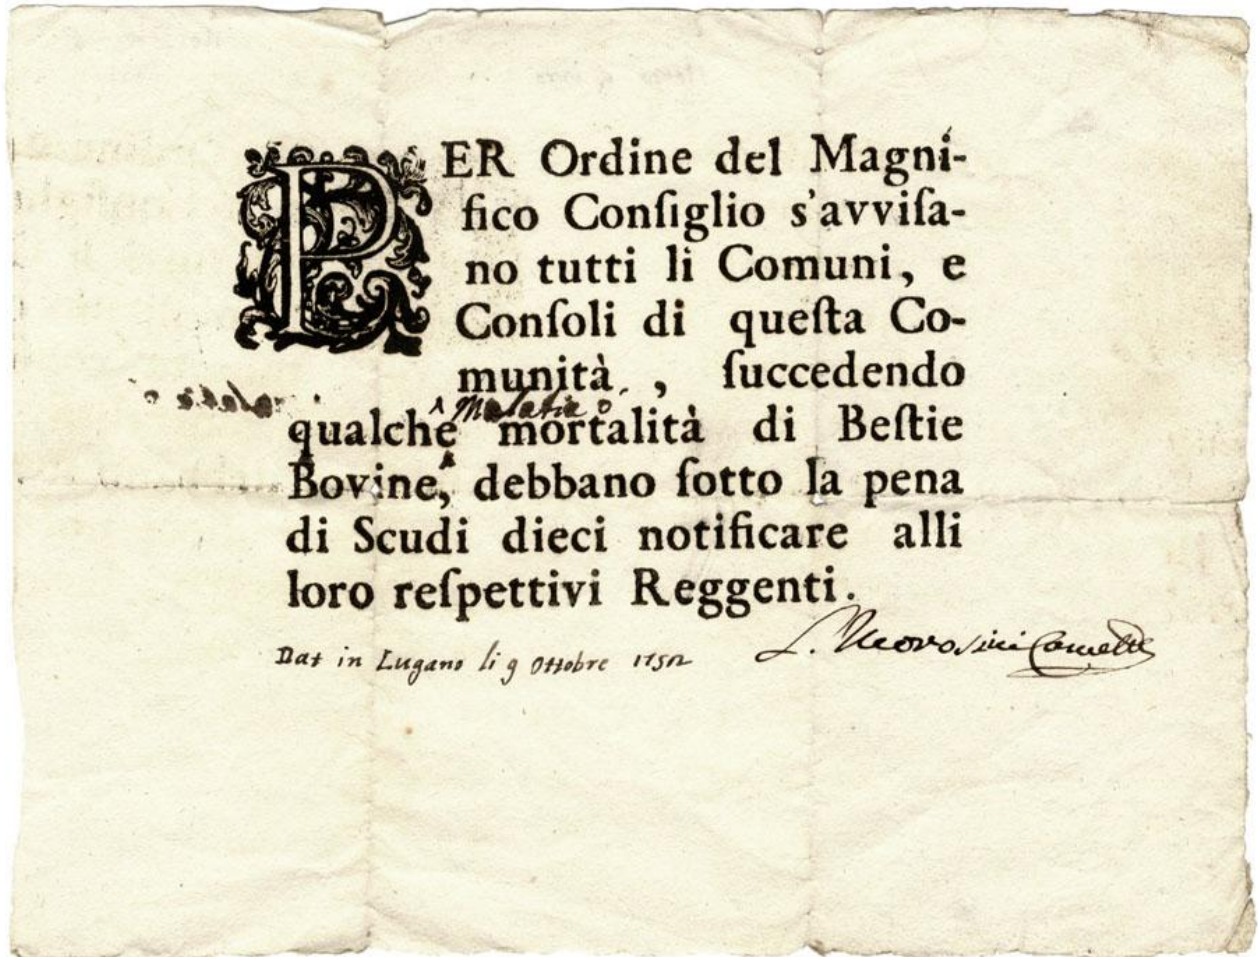 PER Ordine del Magni-
fico Conſiglio s'avviſa-
no tutti li Comuni, e
Conſoli di queſta Co-
munità, ſuccedendo
malatia o
qualche mortalità di Beſtie
Bovine, debbano ſotto la pena
di Scudi dieci notificare alli
loro reſpettivi Reggenti.
Dat in Lugano li 9 Ottobre 1752